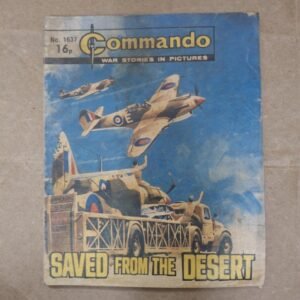 No. 1637
16p
Commando
WAR STORIES IN PICTURES
E
SAVED FROM THE DESERT